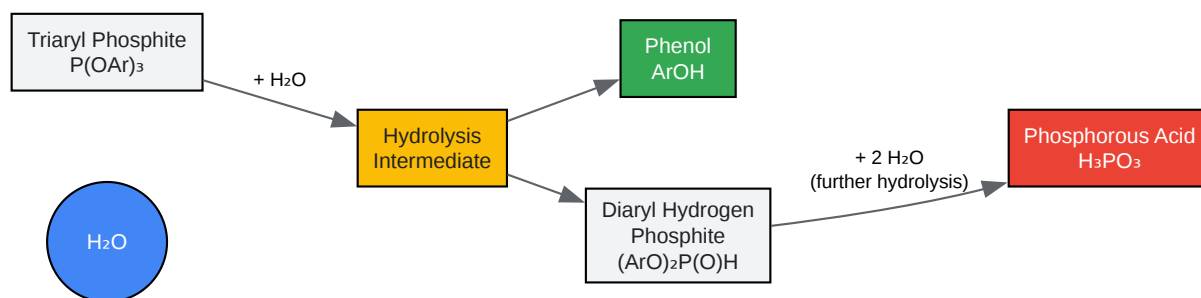 Triaryl Phosphite
P(OAr)₃
+ H₂O
Hydrolysis
Intermediate
Phenol
ArOH
H₂O
Diaryl Hydrogen
Phosphite
(ArO)₂P(O)H
+ 2 H₂O
(further hydrolysis)
Phosphorous Acid
H₃PO₃